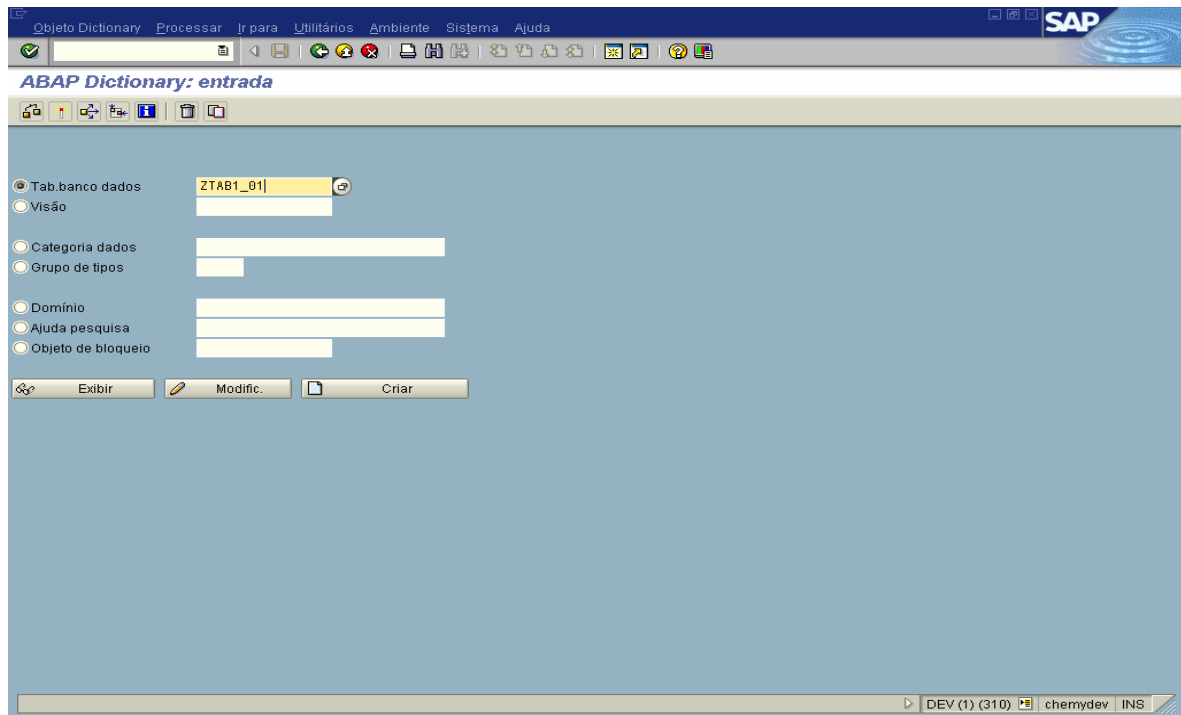 Objeto Dictionary Processar Ir para Utilitários Ambiente Sistema Ajuda
SAP
ABAP Dictionary: entrada
Tab.banco dados ZTAB1_01
Visão
Categoria dados
Grupo de tipos
Domínio
Ajuda pesquisa
Objeto de bloqueio
Exibir Modific. Criar
DEV (1) (310) chemydev INS